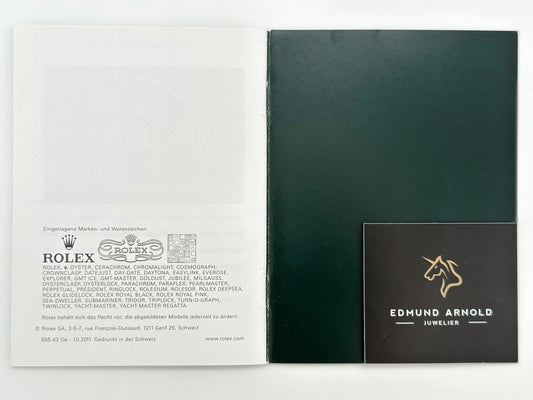 Eingetragene Marken- und Warenzeichen:
ROLEX
ROLEX
ROLEX, OYSTER, CERACHROM, CHROMALIGHT, COSMOGRAPH,
CROWNCLASP, DATEJUST, DAY-DATE, DAYTONA, EASYLINK, EVEROSE,
EXPLORER, GMT ICE, GMT-MASTER, GOLDUST, JUBILEE, MILGAUSS,
OYSTERCLASP, OYSTERLOCK, PARACHROM, PARAFLEX, PEARLMASTER,
PERPETUAL, PRESIDENT, RINGLOCK, ROLESIUM, ROLESOR, ROLEX DEEPSEA,
ROLEX GLIDELOCK, ROLEX ROYAL BLACK, ROLEX ROYAL PINK,
SEA-DWELLER, SUBMARINER, TRIDOR, TRIPLOCK, TURN-O-GRAPH,
TWINLOCK, YACHT-MASTER, YACHT-MASTER REGATTA.
Rolex behält sich das Recht vor, die abgebildeten Modelle jederzeit zu ändern.
© Rolex SA, 3-5-7, rue François-Dussaud, 1211 Genf 26, Schweiz
565.43 De - 10.2011 Gedruckt in der Schweiz www.rolex.com
EDMUND ARNOLD
JUWELIER